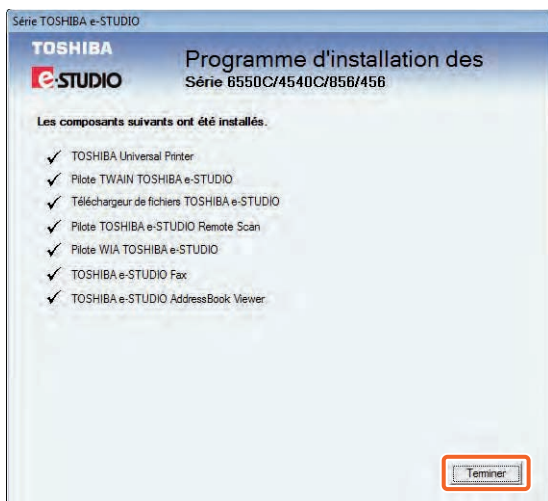 Série TOSHIBA e-STUDIO
TOSHIBA
e-STUDIO
Programme d'installation des
Série 6550C/4540C/856/456
Les composants suivants ont été installés.
TOSHIBA Universal Printer
Pilote TWAIN TOSHIBA e-STUDIO
Téléchargeur de fichiers TOSHIBA e-STUDIO
Pilote TOSHIBA e-STUDIO Remote Scan
Pilote WIA TOSHIBA e-STUDIO
TOSHIBA e-STUDIO Fax
TOSHIBA e-STUDIO AddressBook Viewer
Terminer